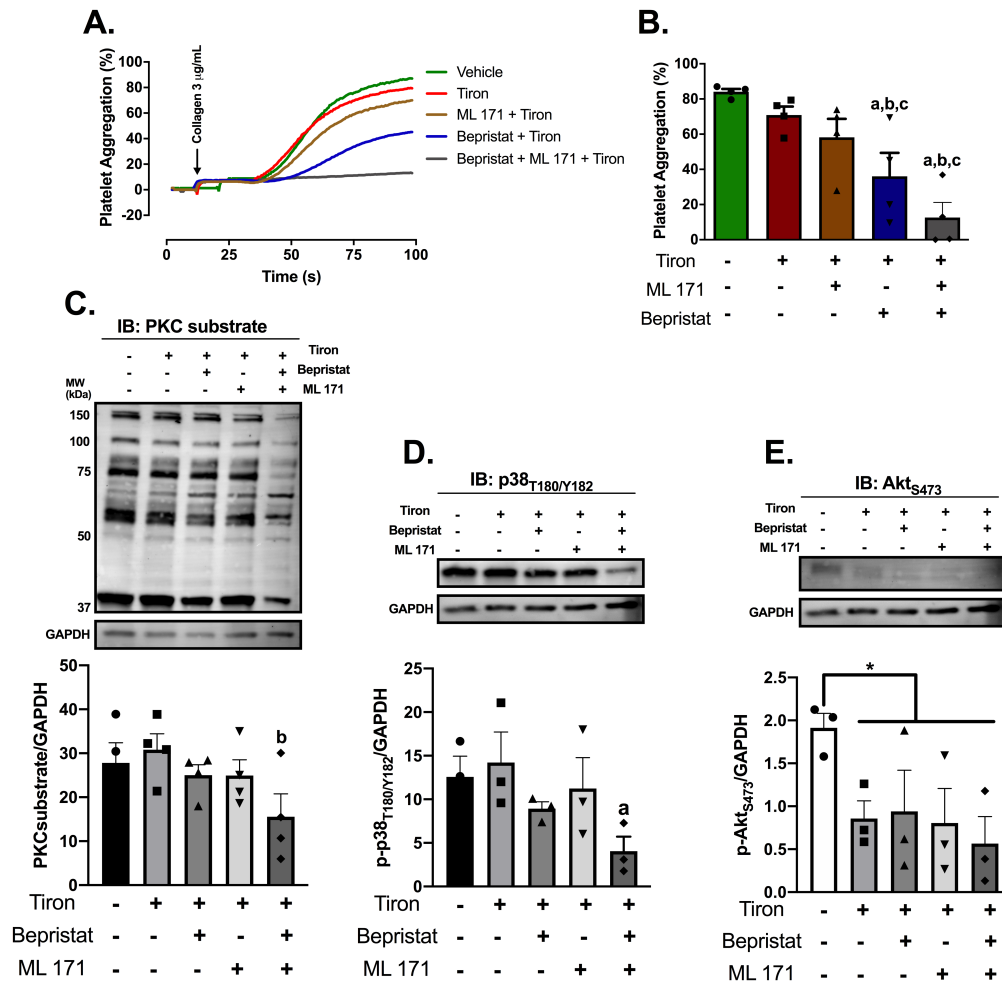 A.
Platelet Aggregation (%)
Collagen 3 µg/mL
100
80
60
40
20
0
-20
0 25 50 75 100
Time (s)
Vehicle
Tiron
ML 171 + Tiron
Bepristat + Tiron
Bepristat + ML 171 + Tiron
B.
Platelet Aggregation (%)
100
80
60
40
20
0
a,b,c
a,b,c
Tiron - + + + +
ML 171 - - + - +
Bepristat - - - + +
C.
IB: PKC substrate
- + + + + Tiron
- - + - + Bepristat
- - - + + ML 171
MW
(kDa)
150
100
75
50
37
GAPDH
PKCsubstrate/GAPDH
50
40
30
20
10
0
b
Tiron - + + + +
Bepristat - - + - +
ML 171 - - - + +
D.
IB: p38T180/Y182
Tiron - + + + +
Bepristat - - + - +
ML 171 - - - + +
GAPDH
p-p38T180/Y182/GAPDH
25
20
15
10
5
0
a
Tiron - + + + +
Bepristat - - + - +
ML 171 - - - + +
E.
IB: AktS473
Tiron - + + + +
Bepristat - - + - +
ML 171 - - - + +
GAPDH
p-AktS473/GAPDH
2.5
2.0
1.5
1.0
0.5
0.0
*
Tiron - + + + +
Bepristat - - + - +
ML 171 - - - + +